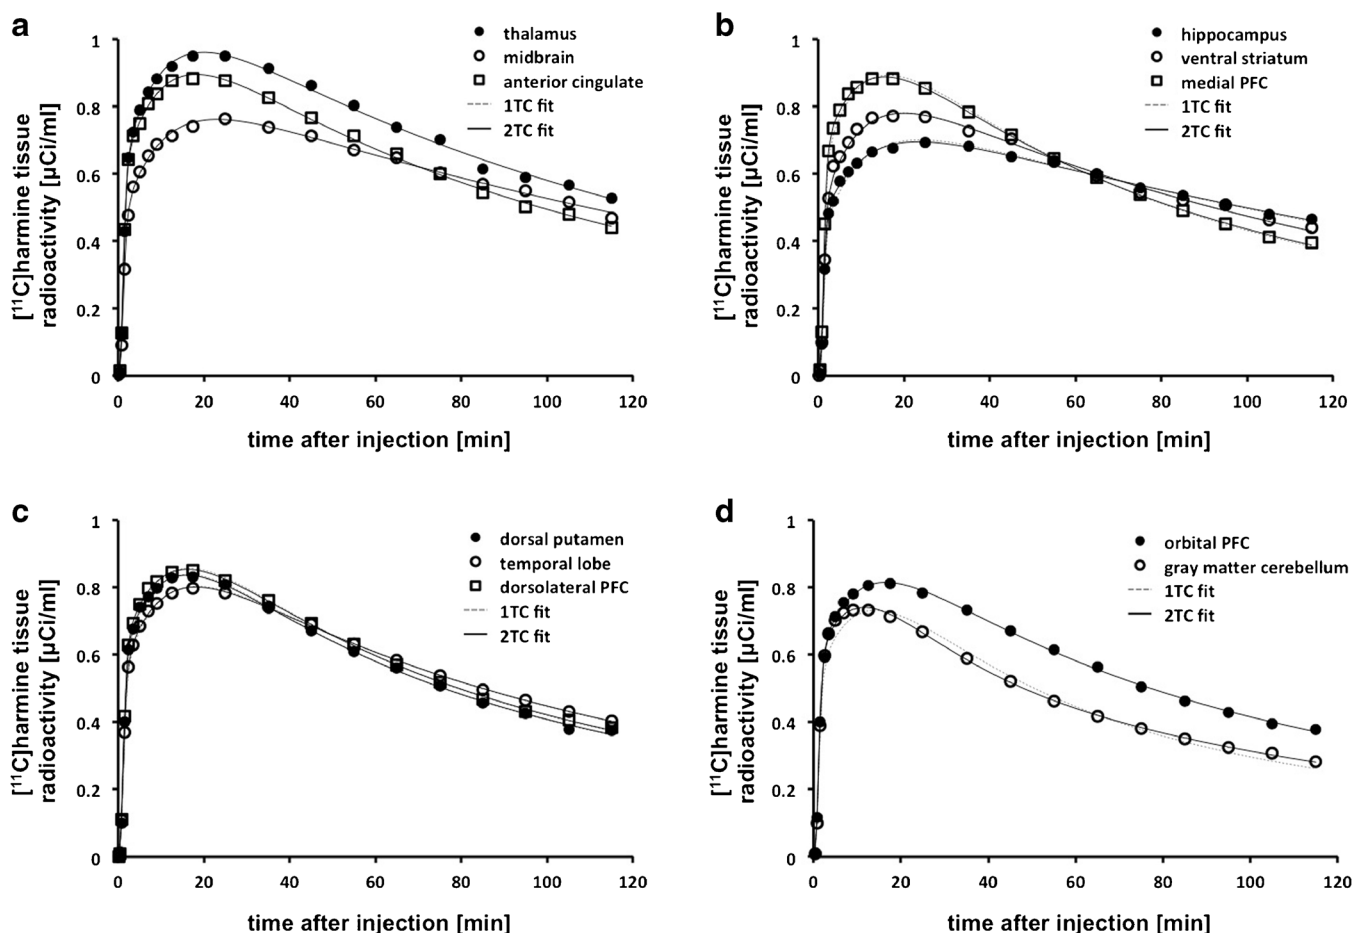 a
thalamus
midbrain
anterior cingulate
1TC fit
2TC fit
1
0.8
0.6
0.4
0.2
0
[¹¹C]harmine tissue
radioactivity [µCi/ml]
0 20 40 60 80 100 120
time after injection [min]
b
hippocampus
ventral striatum
medial PFC
1TC fit
2TC fit
1
0.8
0.6
0.4
0.2
0
[¹¹C]harmine tissue
radioactivity [µCi/ml]
0 20 40 60 80 100 120
time after injection [min]
c
dorsal putamen
temporal lobe
dorsolateral PFC
1TC fit
2TC fit
1
0.8
0.6
0.4
0.2
0
[¹¹C]harmine tissue
radioactivity [µCi/ml]
0 20 40 60 80 100 120
time after injection [min]
d
orbital PFC
gray matter cerebellum
1TC fit
2TC fit
1
0.8
0.6
0.4
0.2
0
[¹¹C]harmine tissue
radioactivity [µCi/ml]
0 20 40 60 80 100 120
time after injection [min]